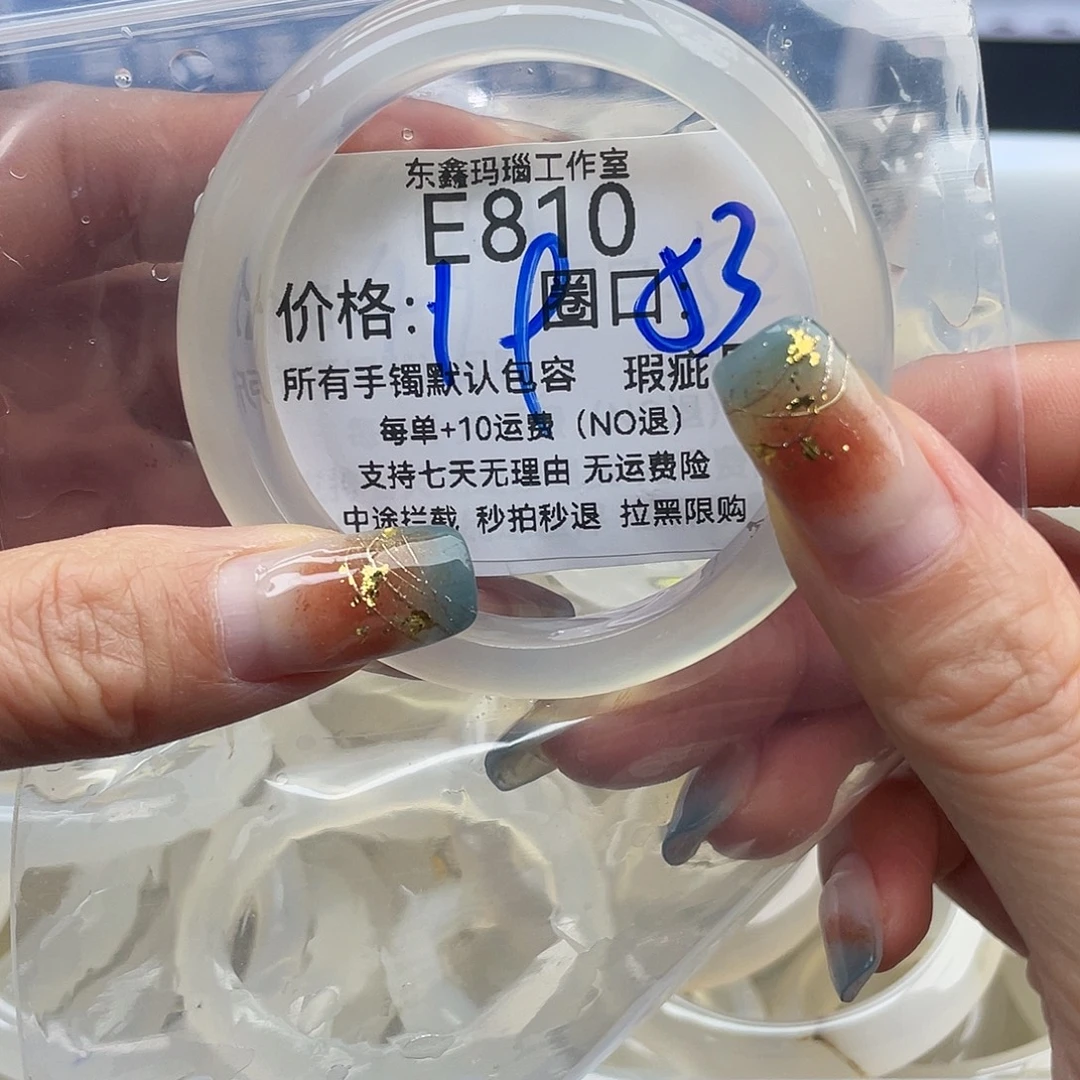 东鑫玛瑙工作室
E810
价格: 圈口: 53
所有手镯默认包容 瑕疵
每单+10运费（NO退）
支持七天无理由 无运费险
中途拦截 秒拍秒退 拉黑限购